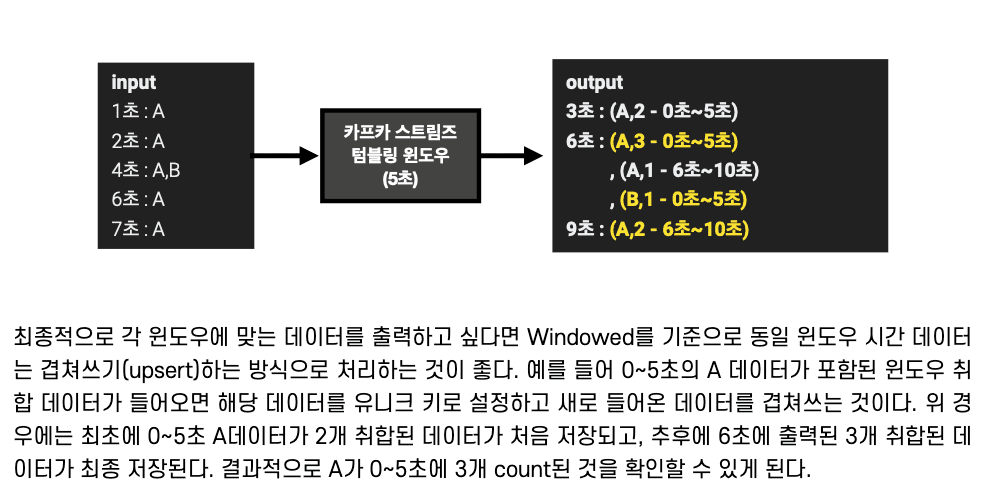 input
1초 : A
2초 : A
4초 : A,B
6초 : A
7초 : A
카프카 스트림즈
텀블링 윈도우
(5초)
output
3초 : (A,2 - 0초~5초)
6초 : (A,3 - 0초~5초)
, (A,1 - 6초~10초)
, (B,1 - 0초~5초)
9초 : (A,2 - 6초~10초)
최종적으로 각 윈도우에 맞는 데이터를 출력하고 싶다면 Windowed를 기준으로 동일 윈도우 시간 데이터
는 겹쳐쓰기(upsert)하는 방식으로 처리하는 것이 좋다. 예를 들어 0~5초의 A 데이터가 포함된 윈도우 취
합 데이터가 들어오면 해당 데이터를 유니크 키로 설정하고 새로 들어온 데이터를 겹쳐쓰는 것이다. 위 경
우에는 최초에 0~5초 A데이터가 2개 취합된 데이터가 처음 저장되고, 추후에 6초에 출력된 3개 취합된 데
이터가 최종 저장된다. 결과적으로 A가 0~5초에 3개 count된 것을 확인할 수 있게 된다.